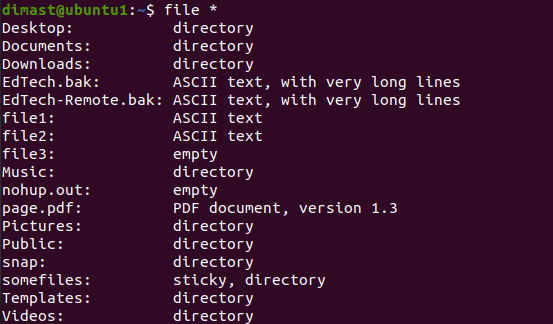 dimast@ubuntu1:~$ file *
Desktop:          directory
Documents:        directory
Downloads:        directory
EdTech.bak:       ASCII text, with very long lines
EdTech-Remote.bak: ASCII text, with very long lines
file1:            ASCII text
file2:            ASCII text
file3:            empty
Music:            directory
nohup.out:        empty
page.pdf:         PDF document, version 1.3
Pictures:         directory
Public:           directory
snap:             directory
somefiles:        sticky, directory
Templates:        directory
Videos:           directory